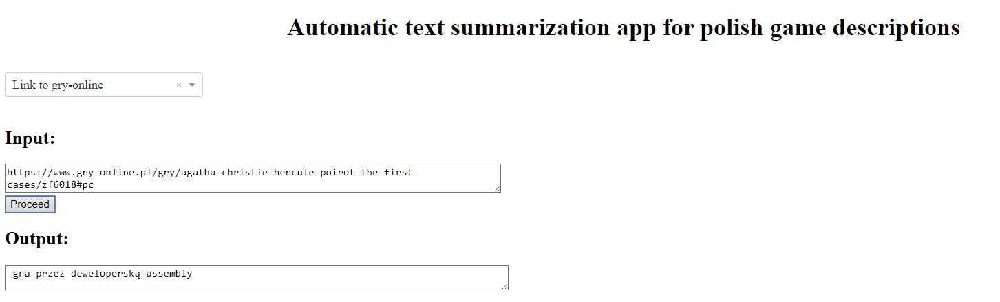 Automatic text summarization app for polish game descriptions
Link to gry-online
Input:
https://www.gry-online.pl/gry/agatha-christie-hercule-poirot-the-first-
cases/zf6018#pc
Proceed
Output:
gra przez deweloperską assembly